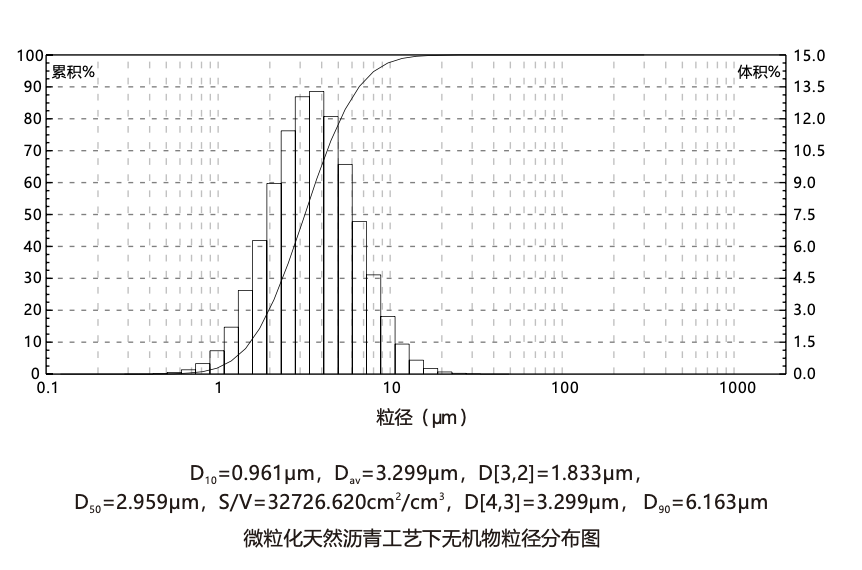 100 累积% 体积% 15.0
90 13.5
80 12.0
70 10.5
60 9.0
50 7.5
40 6.0
30 4.5
20 3.0
10 1.5
0 0.0
0.1 1 10 100 1000
粒径（μm）
D10=0.961μm，Dav=3.299μm，D[3,2]=1.833μm，
D50=2.959μm，S/V=32726.620cm²/cm³，D[4,3]=3.299μm， D90=6.163μm
微粒化天然沥青工艺下无机物粒径分布图